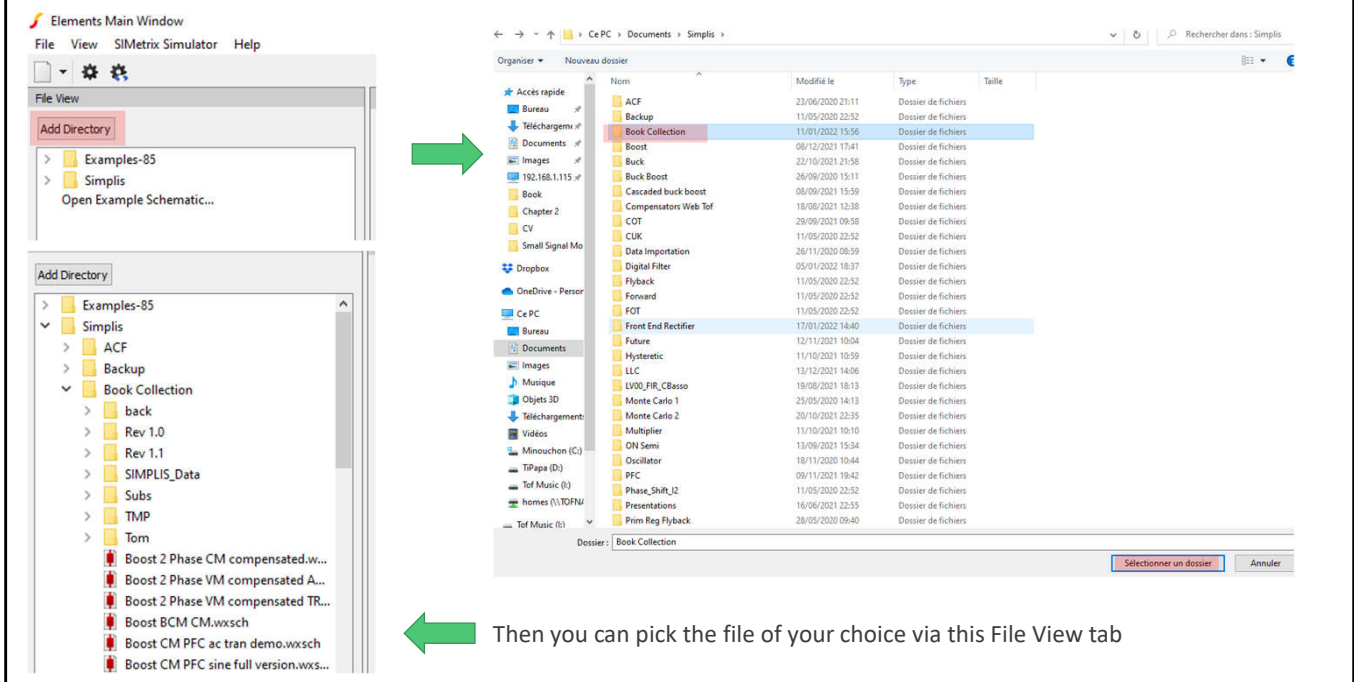 Elements Main Window
File View SIMetrix Simulator Help
File View
Add Directory
Examples-85
Simplis
Open Example Schematic...
Add Directory
Examples-85
Simplis
ACF
Backup
Book Collection
back
Rev 1.0
Rev 1.1
SIMPLIS_Data
Subs
TMP
Tom
Boost 2 Phase CM compensated.w...
Boost 2 Phase VM compensated A...
Boost 2 Phase VM compensated TR...
Boost BCM CM.wxsch
Boost CM PFC ac tran demo.wxsch
Boost CM PFC sine full version.wxs...
Ce PC › Documents › Simplis ›
Rechercher dans : Simplis
Organiser Nouveau dossier
Accès rapide
Bureau
Téléchargeme
Documents
Images
192.168.1.115
Book
Chapter 2
CV
Small Signal Mo
Dropbox
OneDrive - Person
Ce PC
Bureau
Documents
Images
Musique
Objets 3D
Téléchargements
Vidéos
Minouchon (C:)
TiPapa (D:)
Tof Music (I:)
homes (\\TOFNA
Tof Music (I:)
Nom Modifié le Type Taille
ACF 23/06/2020 21:11 Dossier de fichiers
Backup 11/05/2020 22:52 Dossier de fichiers
Book Collection 11/01/2022 15:56 Dossier de fichiers
Boost 08/12/2021 17:41 Dossier de fichiers
Buck 22/10/2021 21:58 Dossier de fichiers
Buck Boost 26/09/2020 15:11 Dossier de fichiers
Cascaded buck boost 08/09/2021 15:59 Dossier de fichiers
Compensators Web Tof 18/08/2021 12:38 Dossier de fichiers
COT 29/09/2021 09:58 Dossier de fichiers
CUK 11/05/2020 22:52 Dossier de fichiers
Data Importation 26/11/2020 08:59 Dossier de fichiers
Digital Filter 05/01/2022 18:37 Dossier de fichiers
Flyback 11/05/2020 22:52 Dossier de fichiers
Forward 11/05/2020 22:52 Dossier de fichiers
FOT 11/05/2020 22:52 Dossier de fichiers
Front End Rectifier 17/01/2022 14:40 Dossier de fichiers
Future 12/11/2021 10:04 Dossier de fichiers
Hysteretic 11/10/2021 10:59 Dossier de fichiers
LLC 13/12/2021 14:06 Dossier de fichiers
LV00_FIR_CBasso 19/08/2021 18:13 Dossier de fichiers
Monte Carlo 1 25/05/2020 14:13 Dossier de fichiers
Monte Carlo 2 20/10/2021 22:35 Dossier de fichiers
Multiplier 11/10/2021 10:10 Dossier de fichiers
ON Semi 13/09/2021 15:34 Dossier de fichiers
Oscillator 18/11/2020 10:44 Dossier de fichiers
PFC 09/11/2021 19:42 Dossier de fichiers
Phase_Shift_I2 11/05/2020 22:52 Dossier de fichiers
Presentations 16/06/2021 22:55 Dossier de fichiers
Prim Reg Flyback 28/05/2020 09:40 Dossier de fichiers
Dossier : Book Collection
Sélectionner un dossier Annuler
Then you can pick the file of your choice via this File View tab